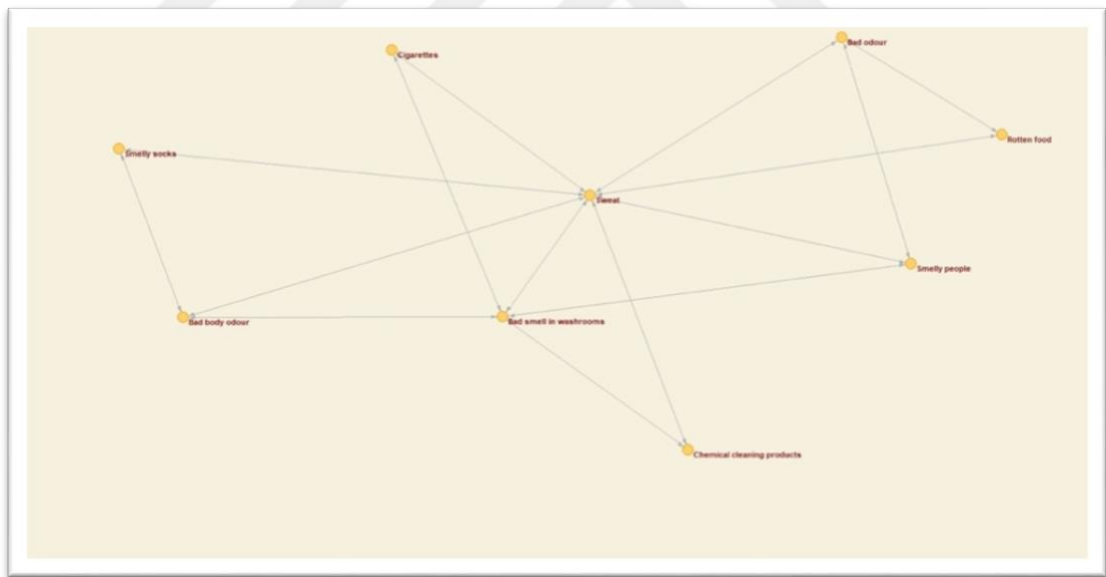 Bad odour
Cigarettes
Rotten food
Smelly socks
Sweat
Smelly people
Bad body odour
Bad smell in washrooms
Chemical cleaning products